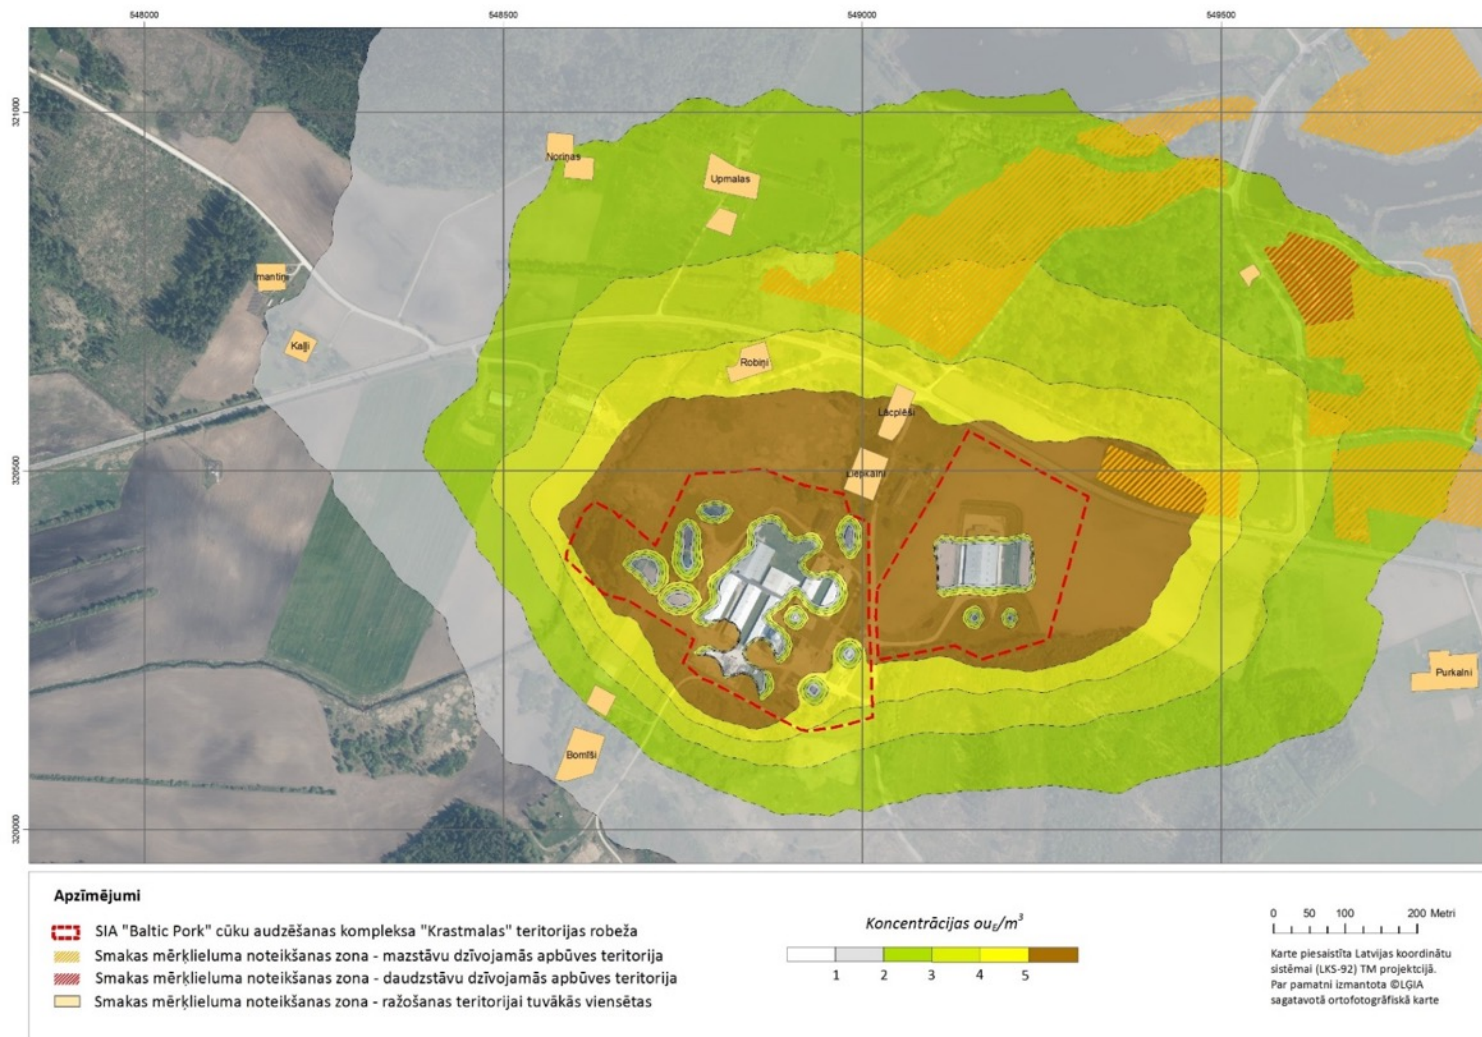 548000
548500
549000
549500
321000
320500
320000
Noriņas
Upmalas
Imantiņi
Kaļļi
Robiņi
Lācplēši
Liepkalni
Bomīši
Purkalni
Apzīmējumi
SIA "Baltic Pork" cūku audzēšanas kompleksa "Krastmalas" teritorijas robeža
Smakas mērķlieluma noteikšanas zona - mazstāvu dzīvojamās apbūves teritorija
Smakas mērķlieluma noteikšanas zona - daudzstāvu dzīvojamās apbūves teritorija
Smakas mērķlieluma noteikšanas zona - ražošanas teritorijai tuvākās viensētas
Koncentrācijas ouE/m³
1 2 3 4 5
0 50 100 200 Metri
Karte piesaistīta Latvijas koordinātu
sistēmai (LKS-92) TM projekcijā.
Par pamatni izmantota ©LĢIA
sagatavotā ortofotogrāfiskā karte